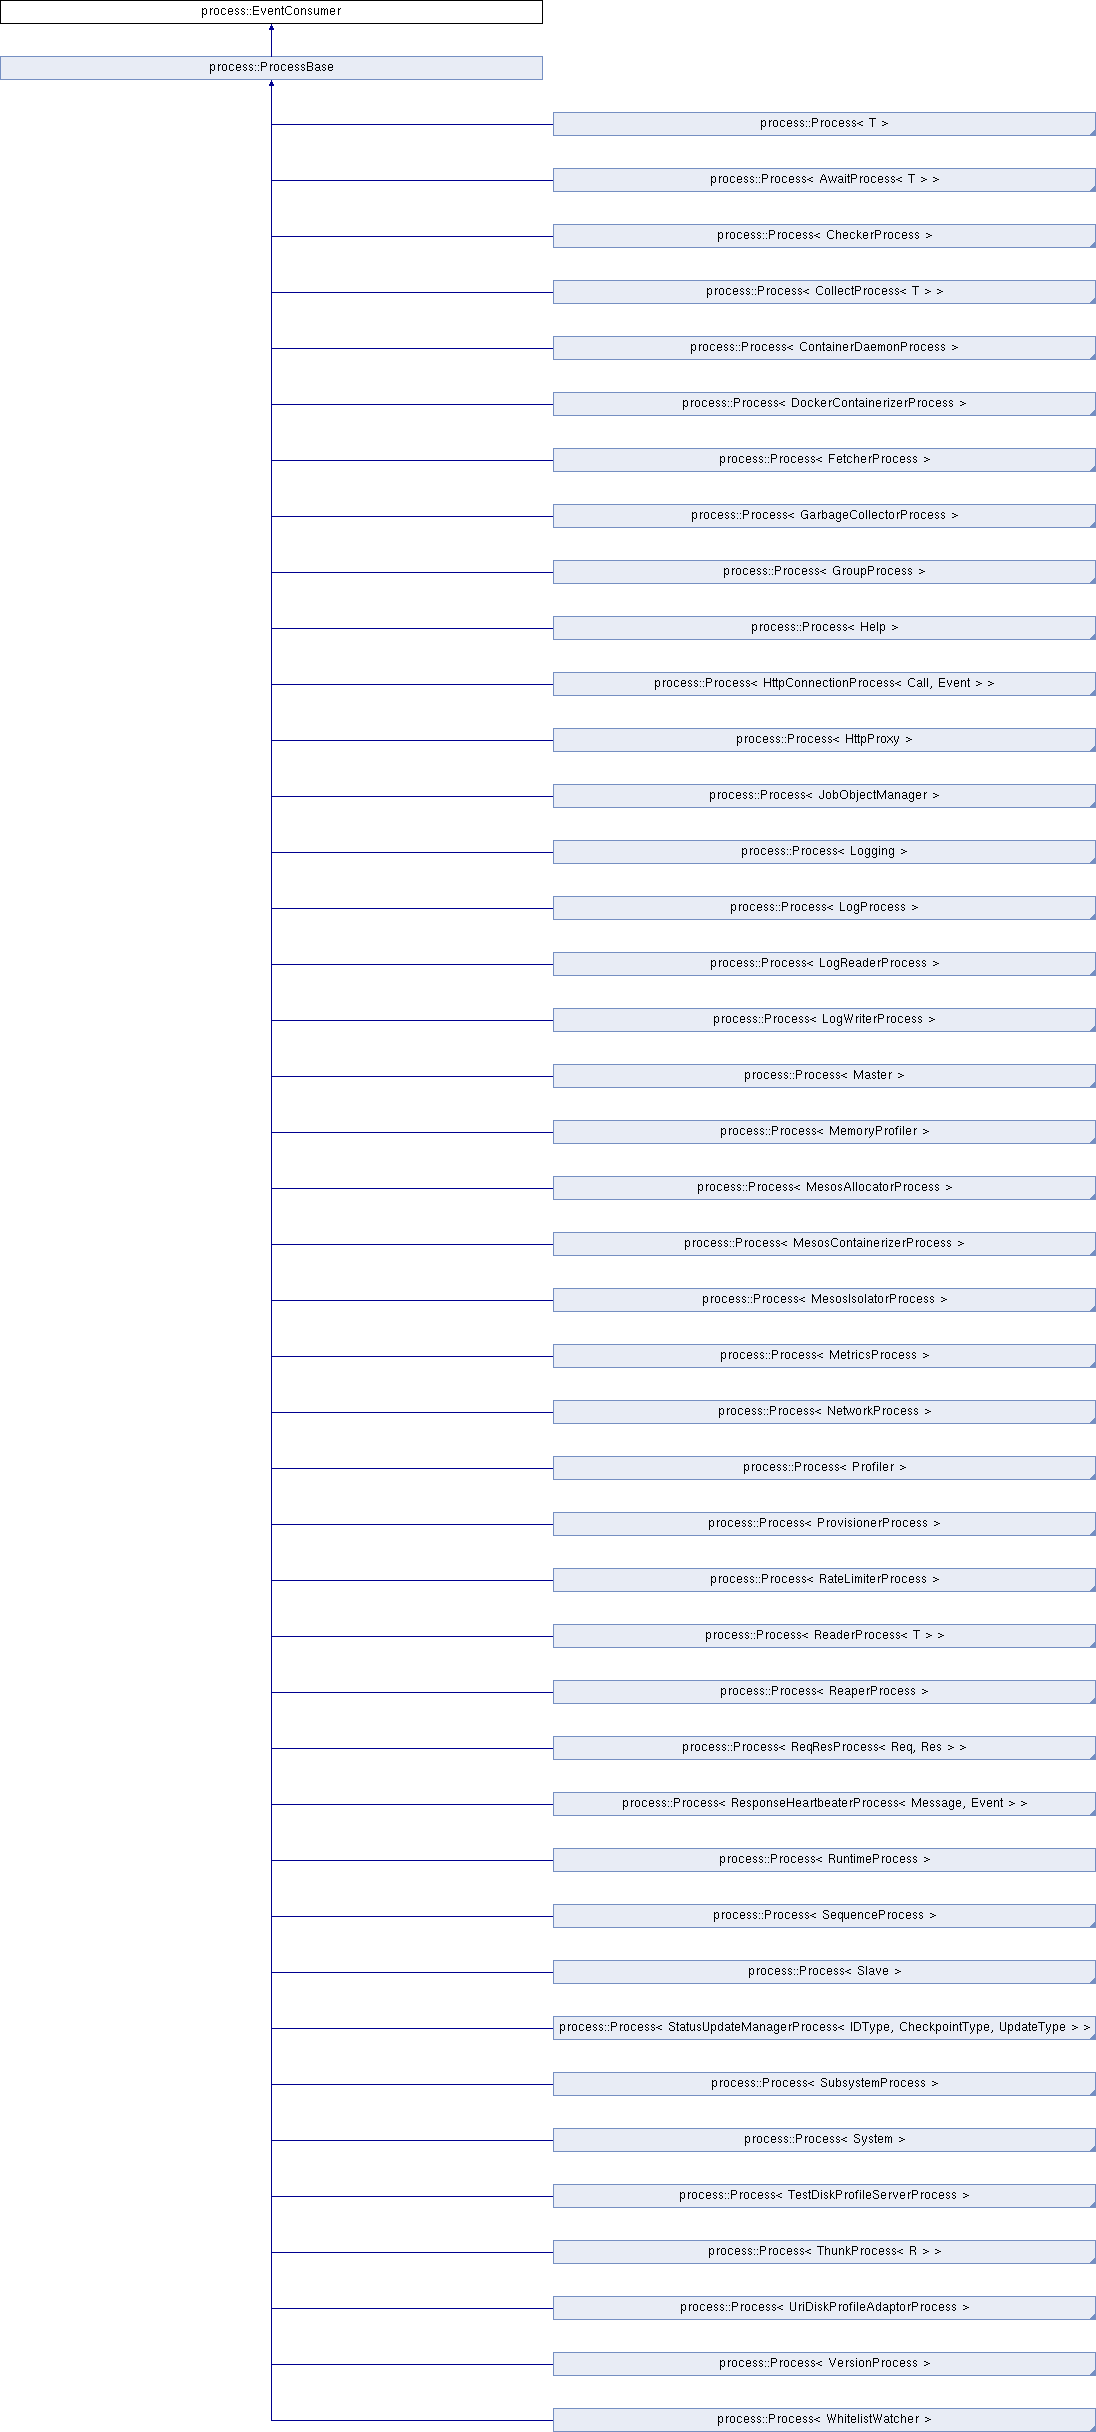 process::EventConsumer
process::ProcessBase
process::Process< T >
process::Process< AwaitProcess< T > >
process::Process< CheckerProcess >
process::Process< CollectProcess< T > >
process::Process< ContainerDaemonProcess >
process::Process< DockerContainerizerProcess >
process::Process< FetcherProcess >
process::Process< GarbageCollectorProcess >
process::Process< GroupProcess >
process::Process< Help >
process::Process< HttpConnectionProcess< Call, Event > >
process::Process< HttpProxy >
process::Process< JobObjectManager >
process::Process< Logging >
process::Process< LogProcess >
process::Process< LogReaderProcess >
process::Process< LogWriterProcess >
process::Process< Master >
process::Process< MemoryProfiler >
process::Process< MesosAllocatorProcess >
process::Process< MesosContainerizerProcess >
process::Process< MesosIsolatorProcess >
process::Process< MetricsProcess >
process::Process< NetworkProcess >
process::Process< Profiler >
process::Process< ProvisionerProcess >
process::Process< RateLimiterProcess >
process::Process< ReaderProcess< T > >
process::Process< ReaperProcess >
process::Process< ReqResProcess< Req, Res > >
process::Process< ResponseHeartbeaterProcess< Message, Event > >
process::Process< RuntimeProcess >
process::Process< SequenceProcess >
process::Process< Slave >
process::Process< StatusUpdateManagerProcess< IDType, CheckpointType, UpdateType > >
process::Process< SubsystemProcess >
process::Process< System >
process::Process< TestDiskProfileServerProcess >
process::Process< ThunkProcess< R > >
process::Process< UriDiskProfileAdaptorProcess >
process::Process< VersionProcess >
process::Process< WhitelistWatcher >